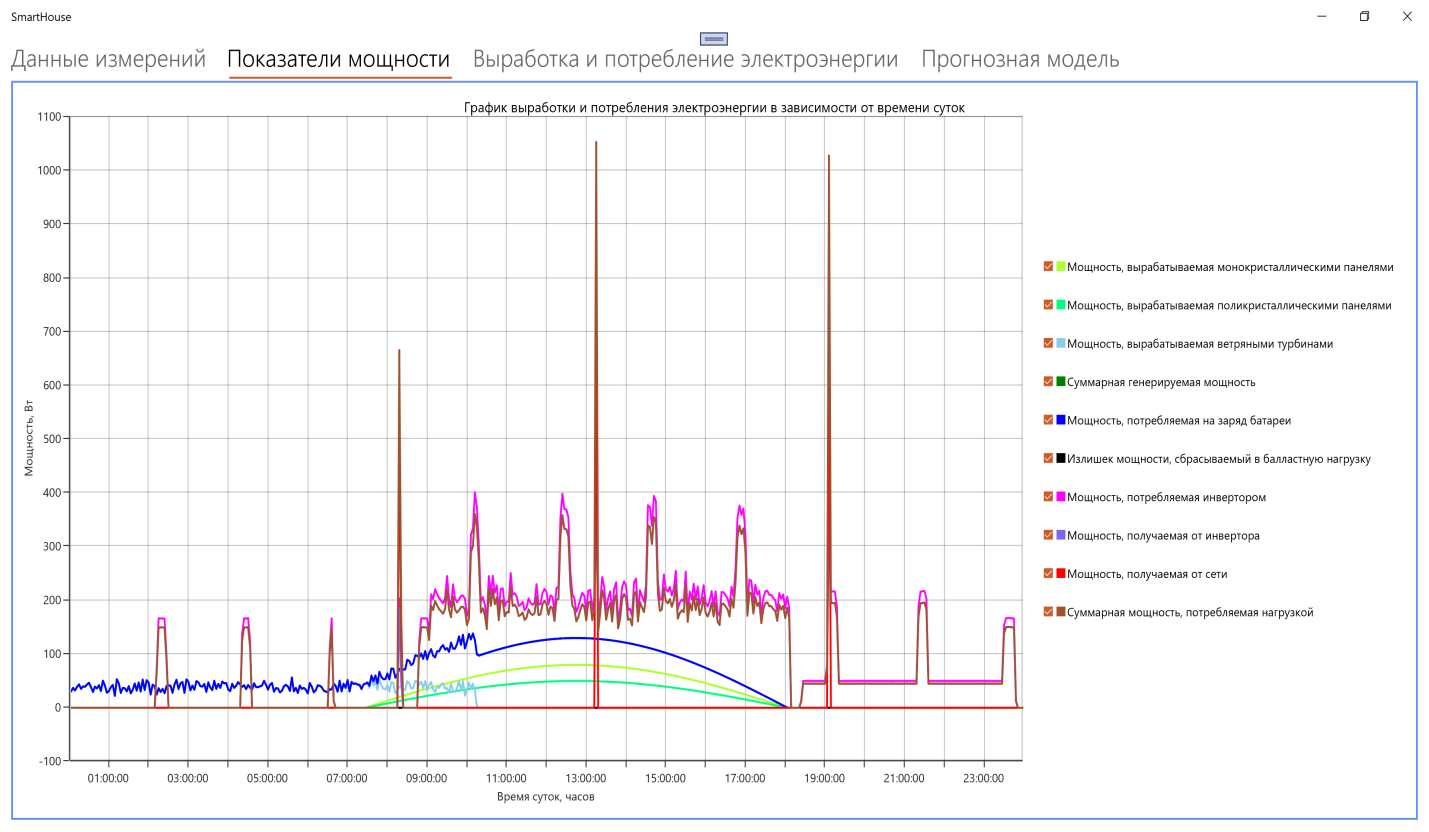 SmartHouse
Данные измерений Показатели мощности Выработка и потребление электроэнергии Прогнозная модель
График выработки и потребления электроэнергии в зависимости от времени суток
1100
1000
900
800
700
600
500
400
300
200
100
0
-100
Мощность, Вт
01:00:00 03:00:00 05:00:00 07:00:00 09:00:00 11:00:00 13:00:00 15:00:00 17:00:00 19:00:00 21:00:00 23:00:00
Время суток, часов
Мощность, вырабатываемая монокристаллическими панелями
Мощность, вырабатываемая поликристаллическими панелями
Мощность, вырабатываемая ветряными турбинами
Суммарная генерируемая мощность
Мощность, потребляемая на заряд батареи
Излишек мощности, сбрасываемый в балластную нагрузку
Мощность, потребляемая инвертором
Мощность, получаемая от инвертора
Мощность, получаемая от сети
Суммарная мощность, потребляемая нагрузкой